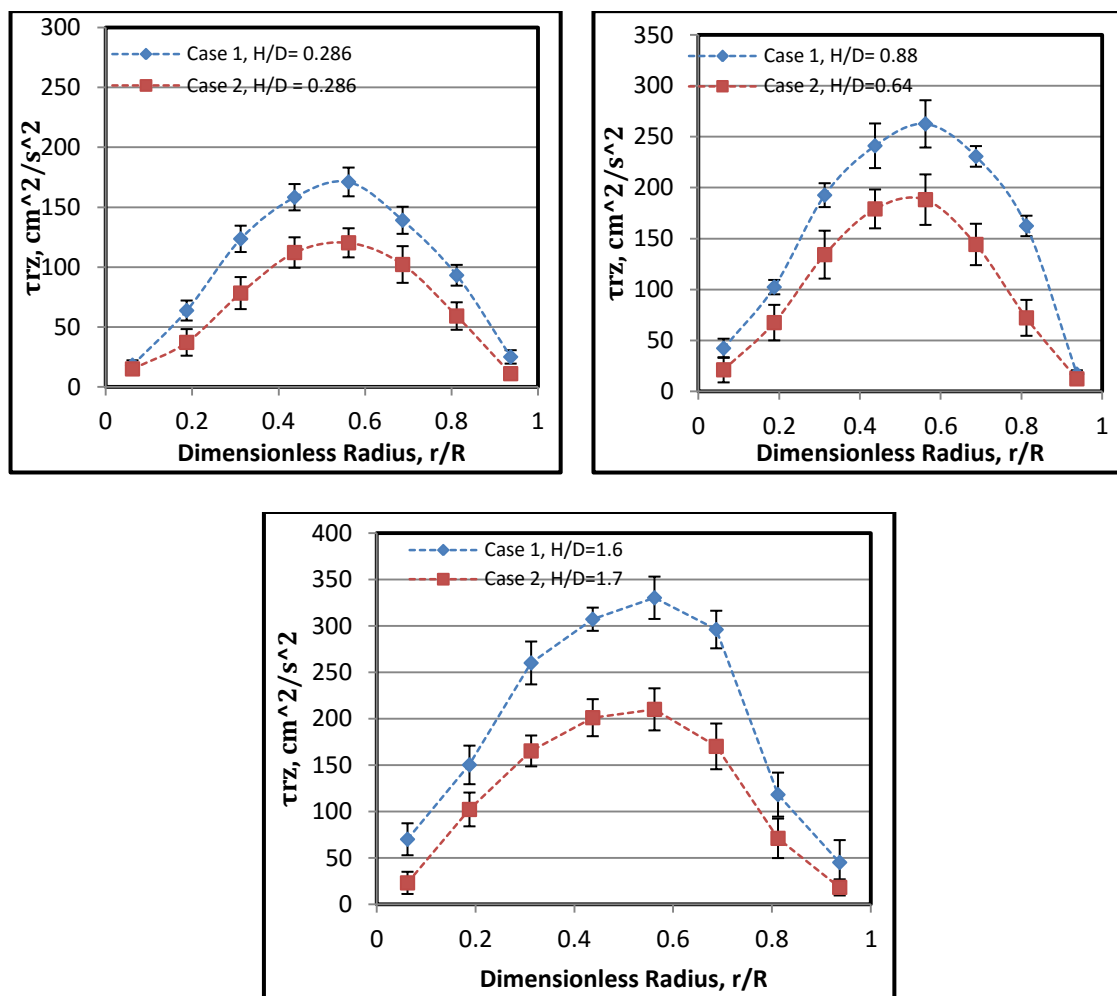 300
250
200
150
100
50
0
τrz, cm^2/s^2
Case 1, H/D= 0.286
Case 2, H/D = 0.286
0 0.2 0.4 0.6 0.8 1
Dimensionless Radius, r/R
350
300
250
200
150
100
50
0
τrz, cm^2/s^2
Case 1, H/D= 0.88
Case 2, H/D=0.64
0 0.2 0.4 0.6 0.8 1
Dimensionless Radius, r/R
400
350
300
250
200
150
100
50
0
τrz, cm^2/s^2
Case 1, H/D=1.6
Case 2, H/D=1.7
0 0.2 0.4 0.6 0.8 1
Dimensionless Radius, r/R